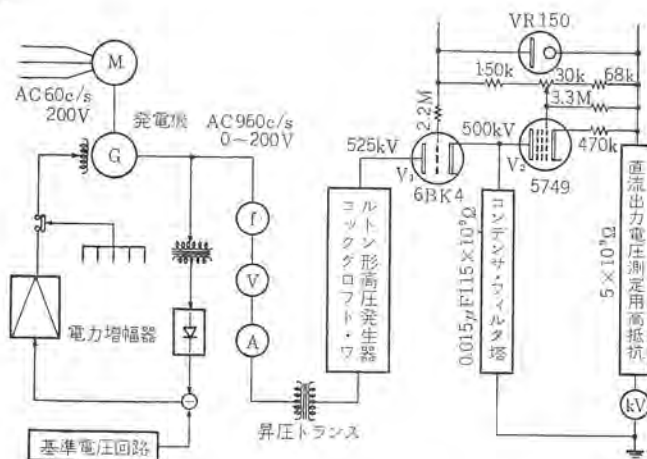 M
AC60c/s
200V
発電機
G
AC960c/s
0～200V
f
V
A
電力増幅器
基準電圧回路
昇圧トランス
コックグロフト・ワ
ルトン形高圧発生器
525kV
2.2M
V₁
6BK4
500kV
VR150
150k
30k
68k
3.3M
470k
V₂
5749
コンデンサ・フィルタ塔
0.015μF115×10⁹Ω
直流出力電圧測定用高抵抗
5×10⁹Ω
kV